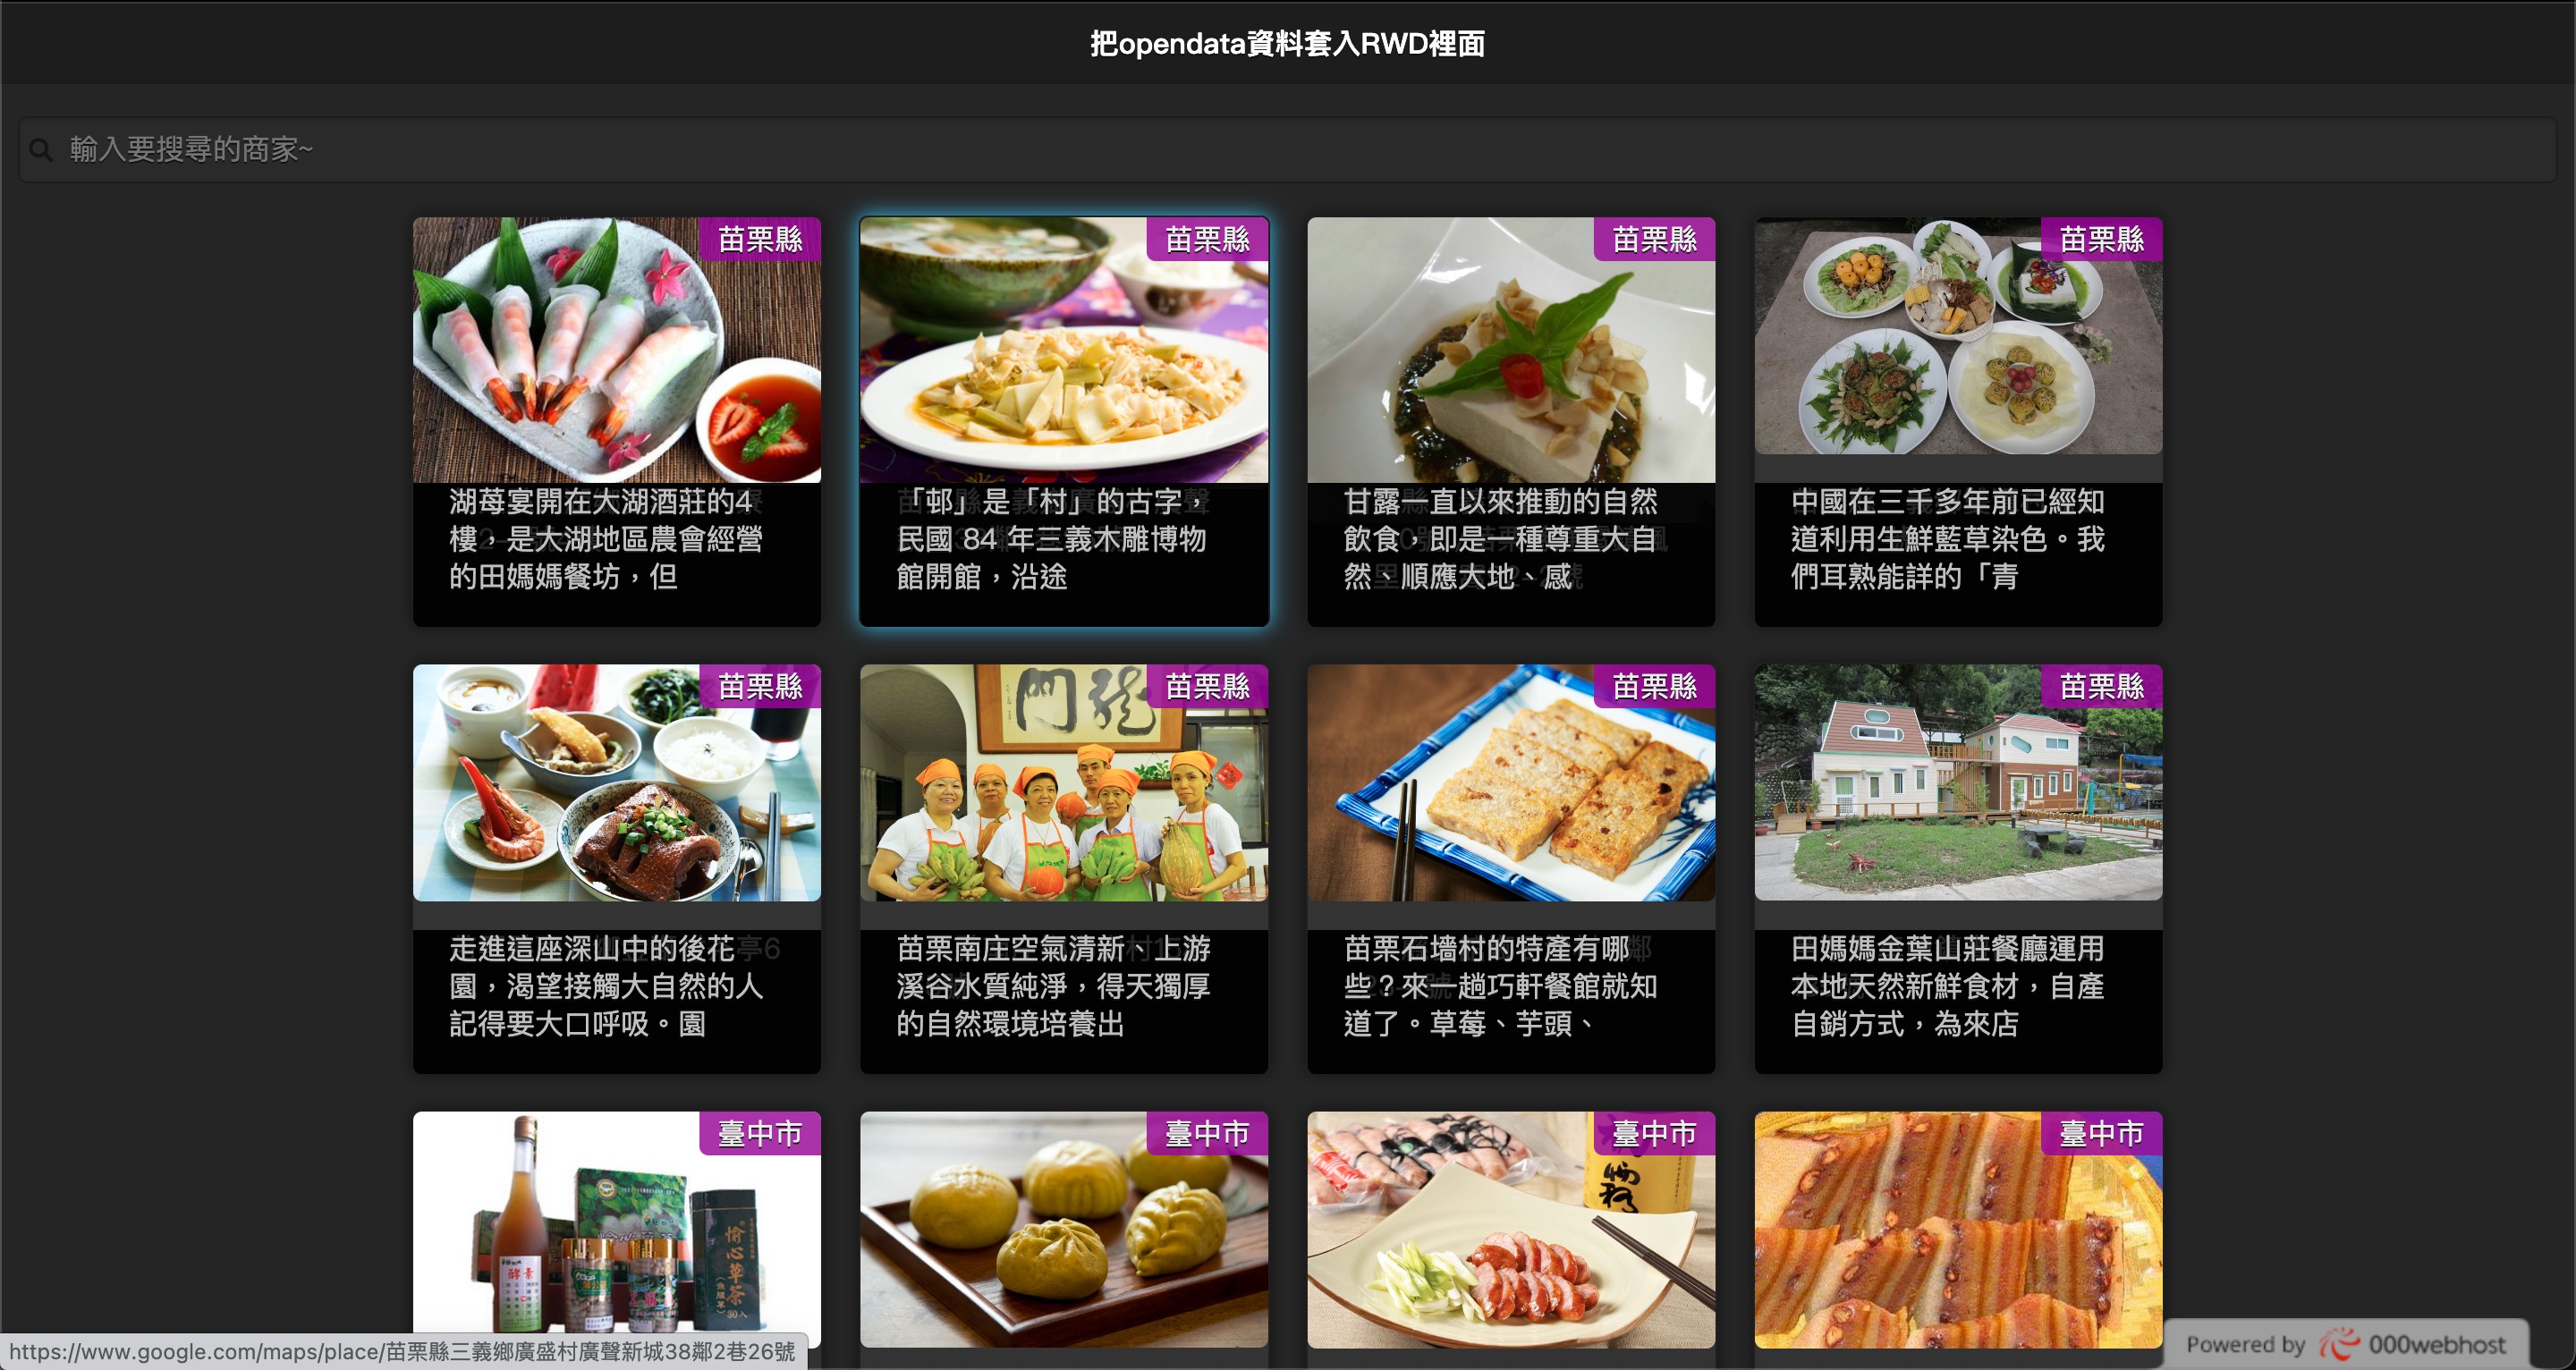 把opendata資料套入RWD裡面
輸入要搜尋的商家~
苗栗縣
湖莓宴開在大湖酒莊的4
樓，是大湖地區農會經營
的田媽媽餐坊，但
苗栗縣
「邨」是「村」的古字，
民國 84 年三義木雕博物
館開館，沿途
苗栗縣
甘露一直以來推動的自然
飲食，即是一種尊重大自
然、順應大地、感
苗栗縣
中國在三千多年前已經知
道利用生鮮藍草染色。我
們耳熟能詳的「青
苗栗縣
走進這座深山中的後花
園，渴望接觸大自然的人
記得要大口呼吸。園
苗栗縣
門龍
苗栗南庄空氣清新、上游
溪谷水質純淨，得天獨厚
的自然環境培養出
苗栗縣
苗栗石墻村的特產有哪
些？來一趟巧軒餐館就知
道了。草莓、芋頭、
苗栗縣
田媽媽金葉山莊餐廳運用
本地天然新鮮食材，自產
自銷方式，為來店
臺中市
酵素
愉心草茶
30入
臺中市
臺中市
臺中市
https://www.google.com/maps/place/苗栗縣三義鄉廣盛村廣聲新城38鄰2巷26號
Powered by 000webhost